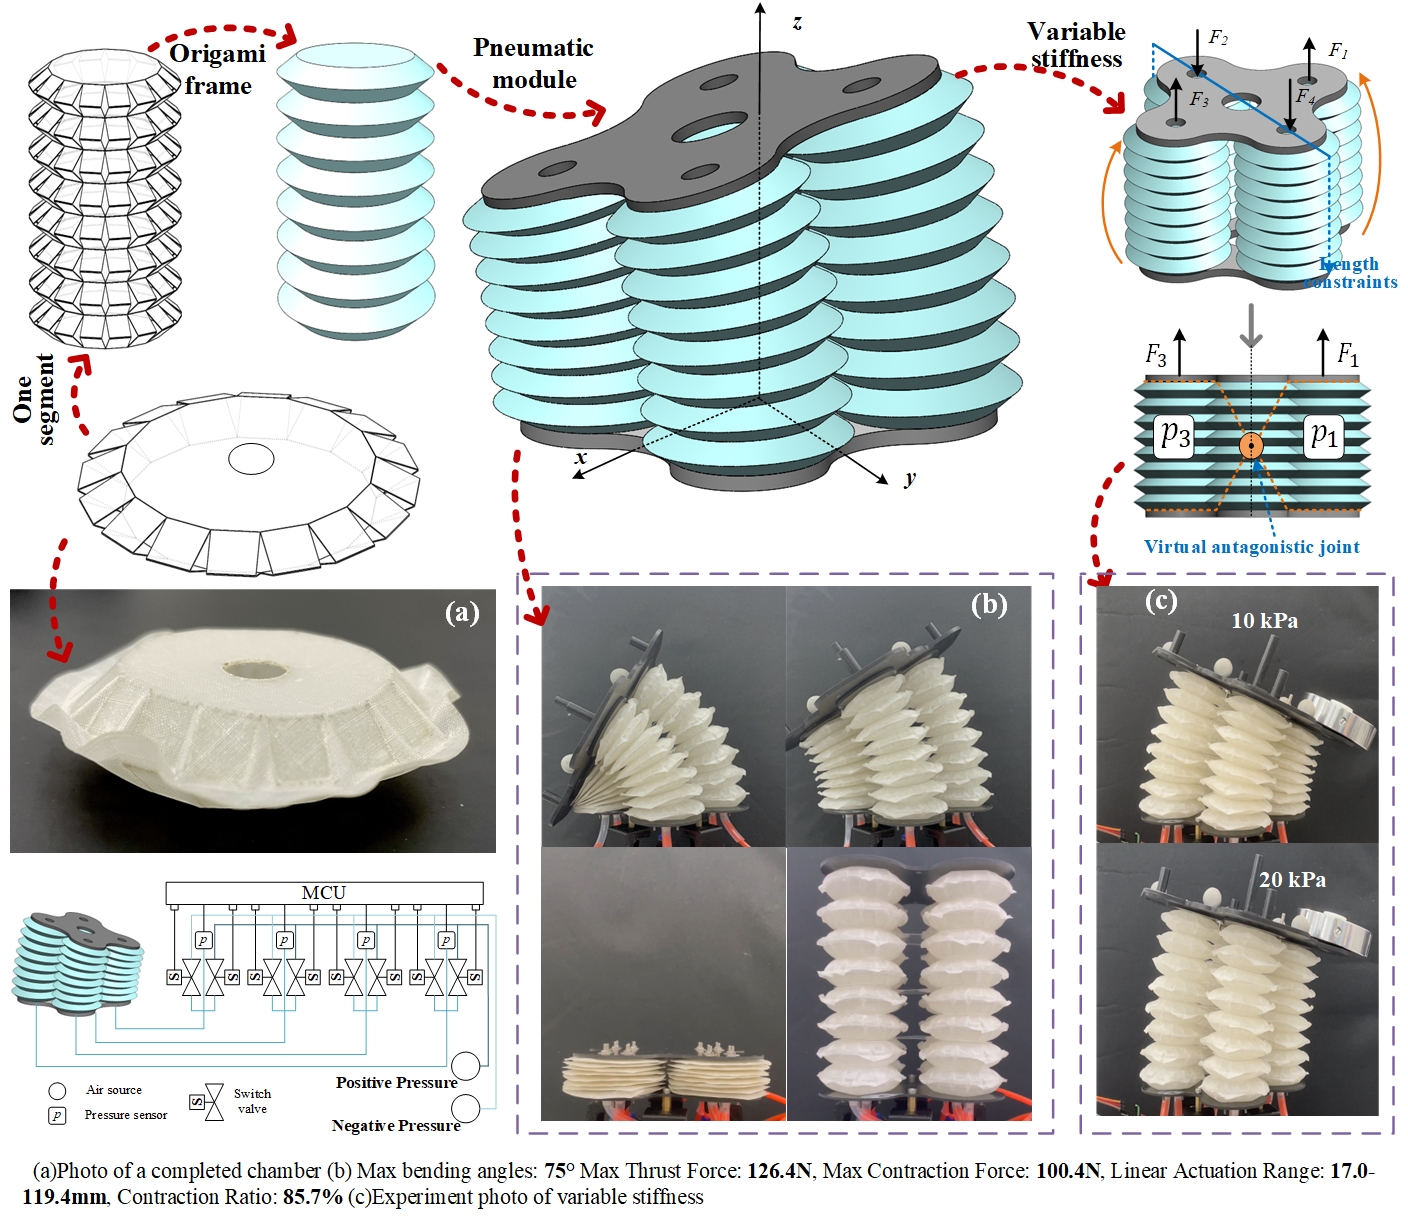 Origami
frame
Pneumatic
module
z
x
y
Variable
stiffness
F2
F1
F3
F4
Length
constraints
One
segment
F3
F1
p3
p1
Virtual antagonistic joint
(a)
(b)
(c)
10 kPa
20 kPa
MCU
p
p
p
p
S
S
S
S
S
S
S
S
Positive Pressure
Negative Pressure
Air source
p
Pressure sensor
S
Switch
valve
(a)Photo of a completed chamber (b) Max bending angles: 75° Max Thrust Force: 126.4N, Max Contraction Force: 100.4N, Linear Actuation Range: 17.0-
119.4mm, Contraction Ratio: 85.7% (c)Experiment photo of variable stiffness